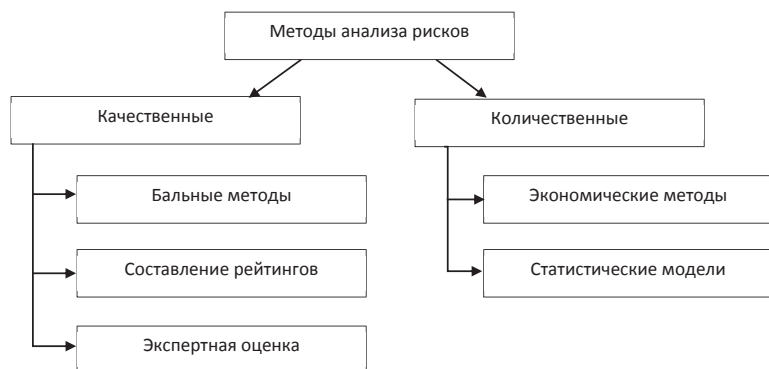 Методы анализа рисков
Качественные
Количественные
Бальные методы
Экономические методы
Составление рейтингов
Статистические модели
Экспертная оценка